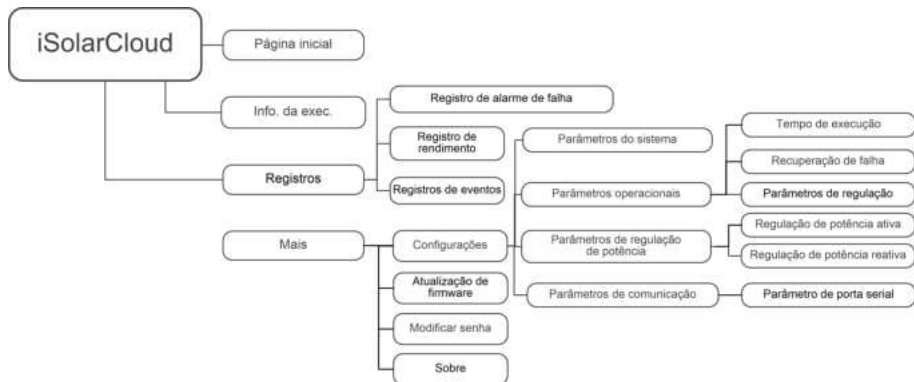 iSolarCloud
Página inicial
Info. da exec.
Registros
Registro de alarme de falha
Registro de
rendimento
Registros de eventos
Mais
Configurações
Atualização de
firmware
Modificar senha
Sobre
Parâmetros do sistema
Parâmetros operacionais
Parâmetros de regulação
de potência
Parâmetros de comunicação
Tempo de execução
Recuperação de falha
Parâmetros de regulação
Regulação de potência ativa
Regulação de potência reativa
Parâmetro de porta serial